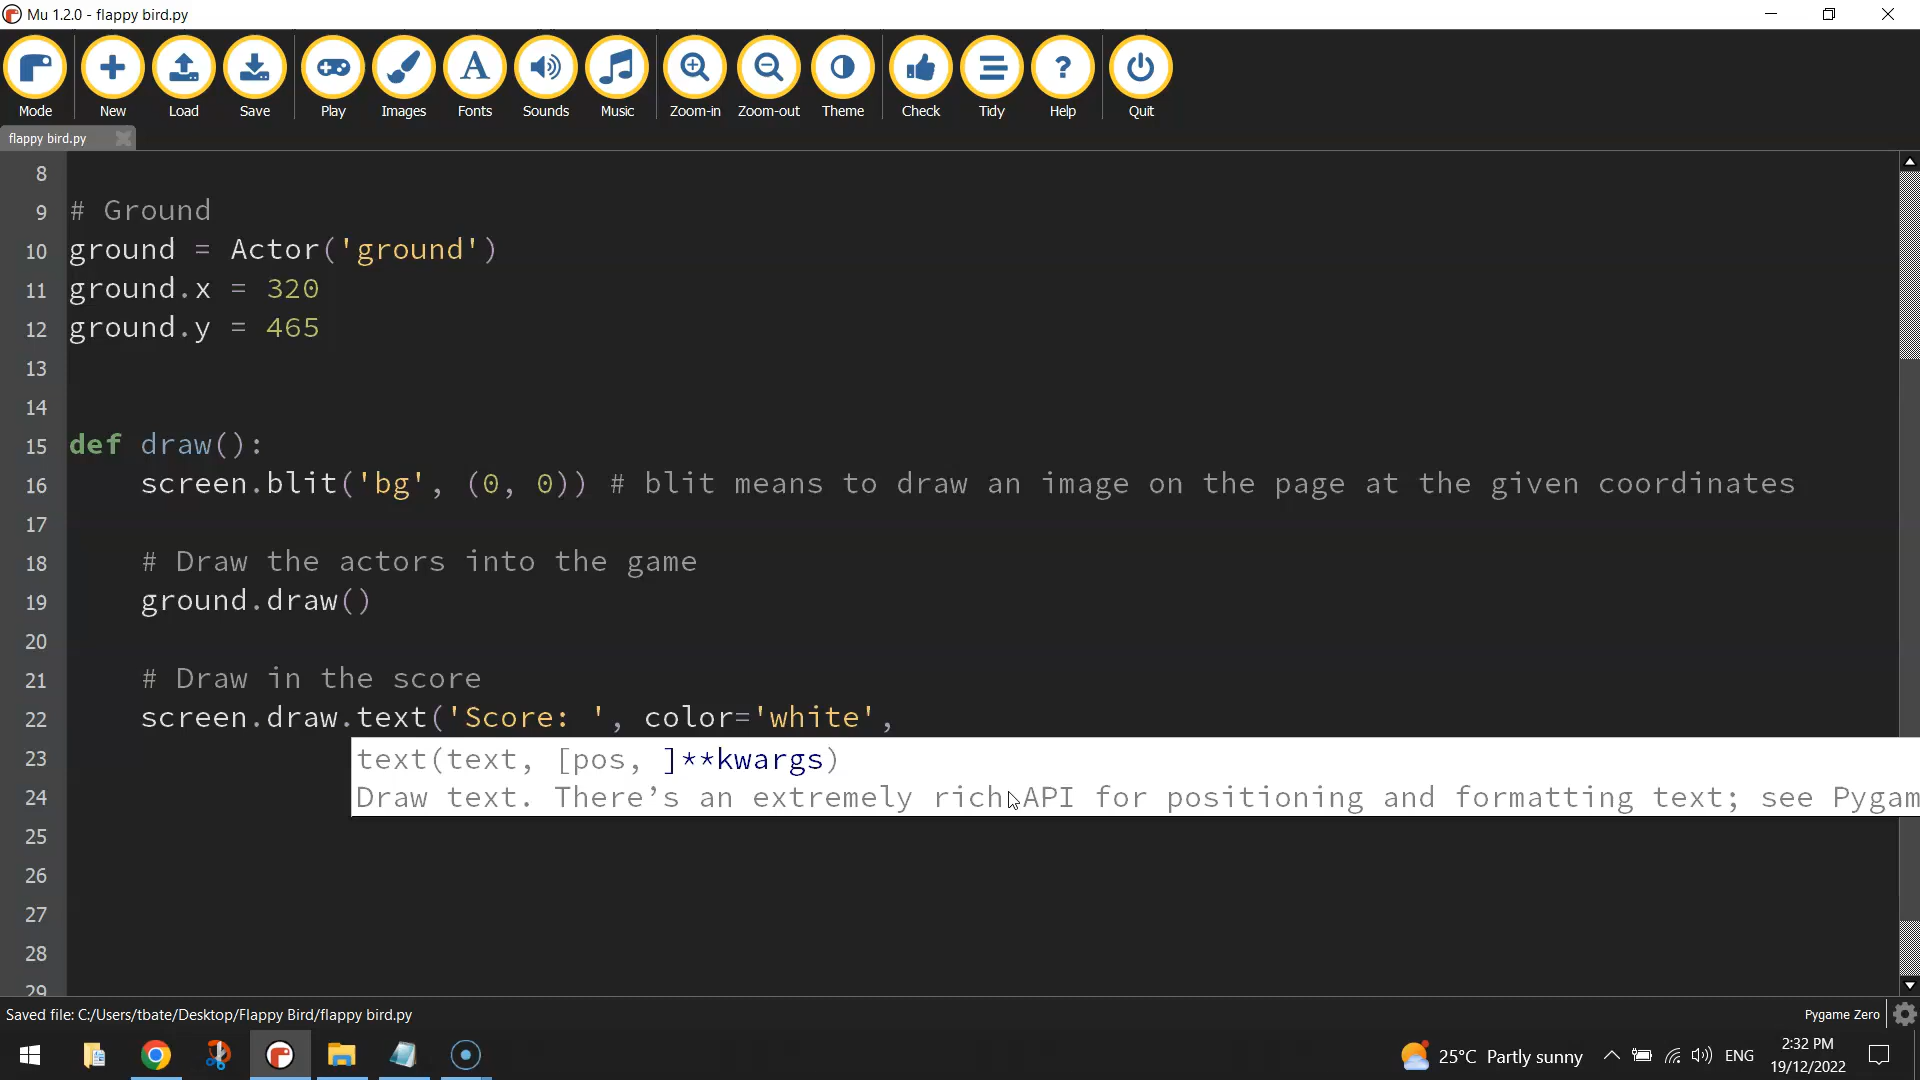 Mu 1.2.0 - flappy bird.py
Mode New Load Save Play Images Fonts Sounds Music Zoom-in Zoom-out Theme Check Tidy Help Quit
flappy bird.py
8
9 # Ground
10 ground = Actor('ground')
11 ground.x = 320
12 ground.y = 465
13
14
15 def draw():
16 screen.blit('bg', (0, 0)) # blit means to draw an image on the page at the given coordinates
17
18 # Draw the actors into the game
19 ground.draw()
20
21 # Draw in the score
22 screen.draw.text('Score: ', color='white',
23 text(text, [pos, ]**kwargs)
24 Draw text. There’s an extremely rich API for positioning and formatting text; see Pygam
25
26
27
28
29
Saved file: C:/Users/tbate/Desktop/Flappy Bird/flappy bird.py
Pygame Zero
25°C Partly sunny
ENG
2:32 PM
19/12/2022